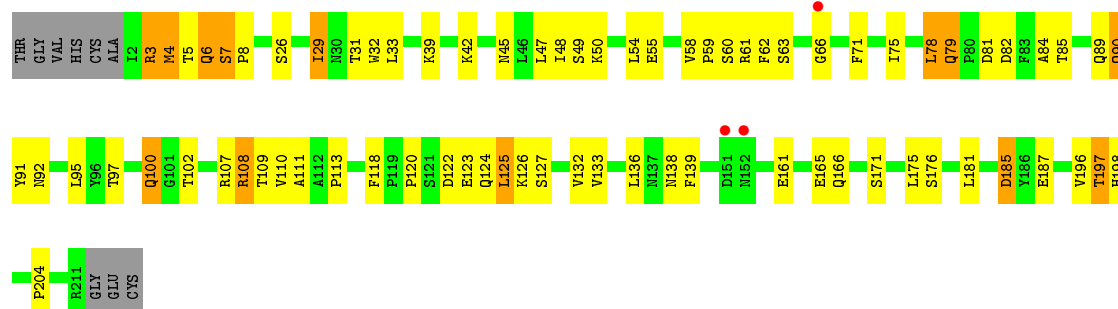 THR GLY VAL HIS CYS ALA I2 R3 M4 T5 Q6 S7 P8 S26 I29 N30 T31 W32 L33 K39 K42 N45 L46 L47 I48 S49 K50 L54 E55 V58 P59 S60 R61 F62 S63 G66 F71 I75 L78 Q79 P80 D81 D82 F83 A84 T85 Q89
Y91 N92 L95 Y96 T97 Q100 G101 T102 R107 R108 T109 V110 A111 A112 P113 F118 P119 P120 S121 D122 E123 Q124 L125 K126 S127 V132 V133 L136 N137 N138 F139 D151 N152 E161 E165 Q166 S171 L175 S176 L181 D185 Y186 E187 V196 T197 H198
P204 R211 GLY GLU CYS